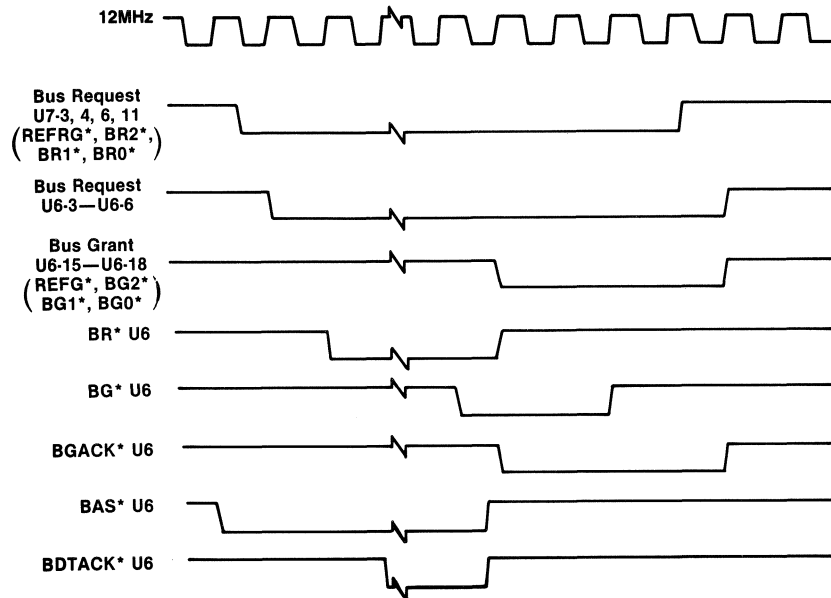 12MHz
Bus Request
U7-3, 4, 6, 11
(REFRG*, BR2*,
BR1*, BR0*)
Bus Request
U6-3—U6-6
Bus Grant
U6-15—U6-18
(REFG*, BG2*
BG1*, BG0*)
BR* U6
BG* U6
BGACK* U6
BAS* U6
BDTACK* U6